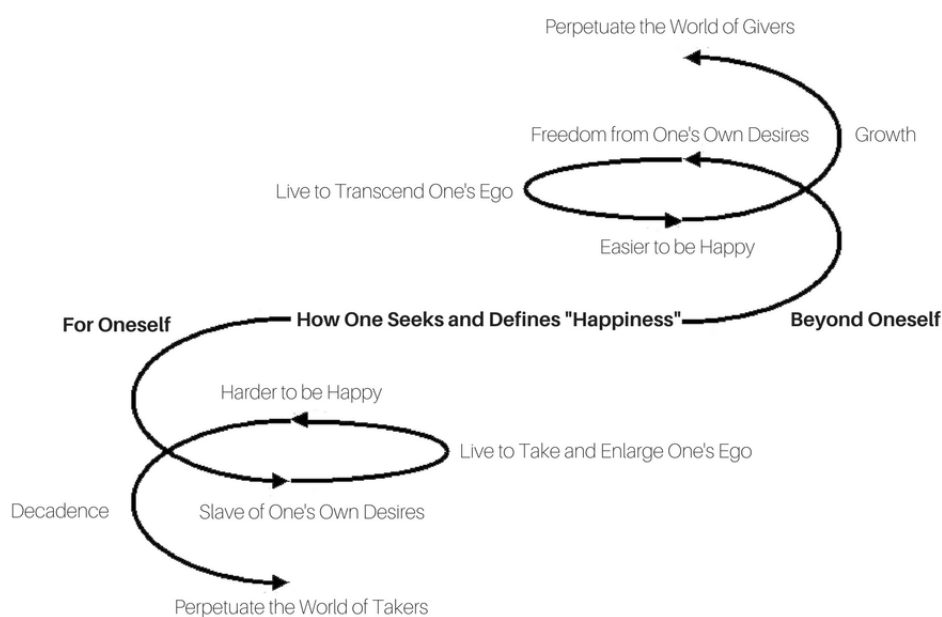 Perpetuate the World of Givers
Freedom from One's Own Desires
Growth
Live to Transcend One's Ego
Easier to be Happy
For Oneself
How One Seeks and Defines "Happiness"
Beyond Oneself
Harder to be Happy
Live to Take and Enlarge One's Ego
Decadence
Slave of One's Own Desires
Perpetuate the World of Takers